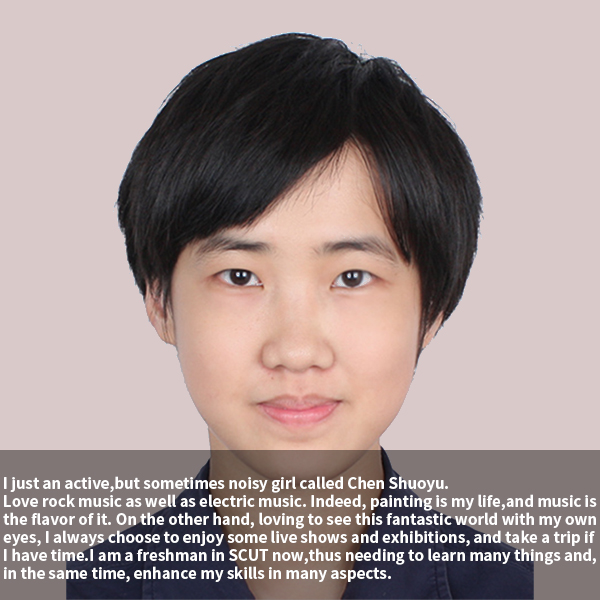 I just an active,but sometimes noisy girl called Chen Shuoyu.
Love rock music as well as electric music. Indeed, painting is my life,and music is
the flavor of it. On the other hand, loving to see this fantastic world with my own
eyes, I always choose to enjoy some live shows and exhibitions, and take a trip if
I have time.I am a freshman in SCUT now,thus needing to learn many things and,
in the same time, enhance my skills in many aspects.